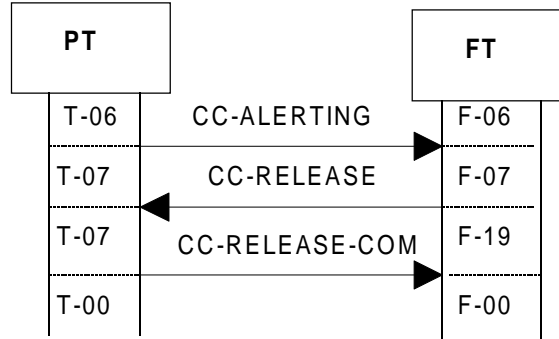 PT
FT
T-06 CC-ALERTING F-06
T-07 CC-RELEASE F-07
T-07 CC-RELEASE-COM F-19
T-00 F-00